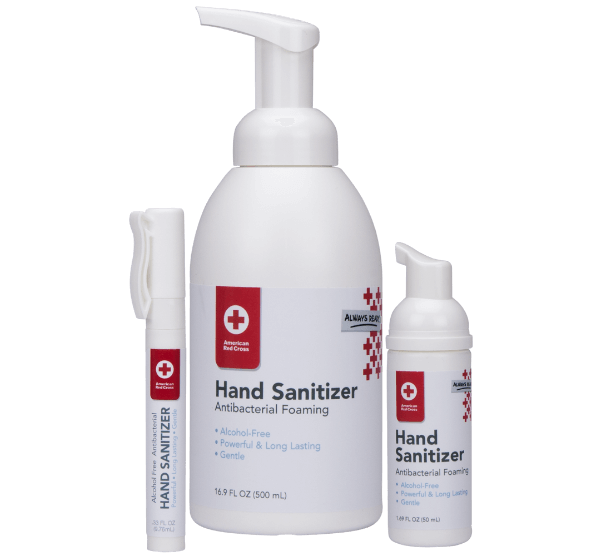 American
Red Cross
Alcohol Free Antibacterial
HAND SANITIZER
Powerful • Long Lasting • Gentle
American
Red Cross
ALWAYS READY
Hand Sanitizer
Antibacterial Foaming
• Alcohol-Free
• Powerful & Long Lasting
• Gentle
16.9 FL OZ (500 mL)
American
Red Cross
ALWAYS
Hand
Sanitizer
Antibacterial Foaming
• Alcohol-Free
• Powerful & Long Lasting
• Gentle
1.69 FL OZ (50 mL)